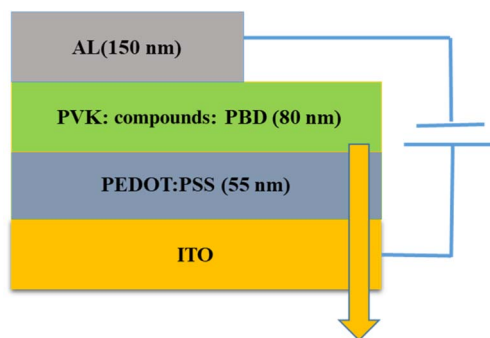 AL(150 nm)
PVK: compounds: PBD (80 nm)
PEDOT:PSS (55 nm)
ITO